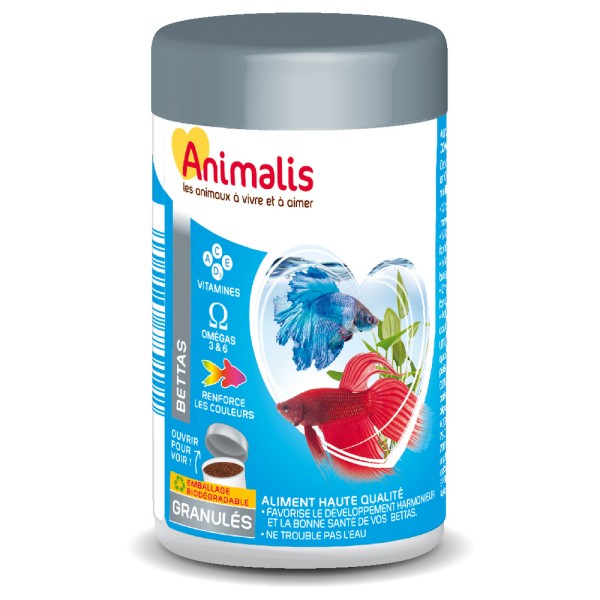 Animalis
les animaux à vivre et à aimer
A C E
D3
VITAMINES
Ω
OMÉGAS
3 & 6
RENFORCE
LES COULEURS
BETTAS
OUVRIR
POUR
VOIR !
EMBALLAGE
BIODÉGRADABLE
GRANULÉS
ALIMENT HAUTE QUALITÉ
• FAVORISE LE DÉVELOPPEMENT HARMONIEUX
ET LA BONNE SANTÉ DE VOS BETTAS.
• NE TROUBLE PAS L'EAU